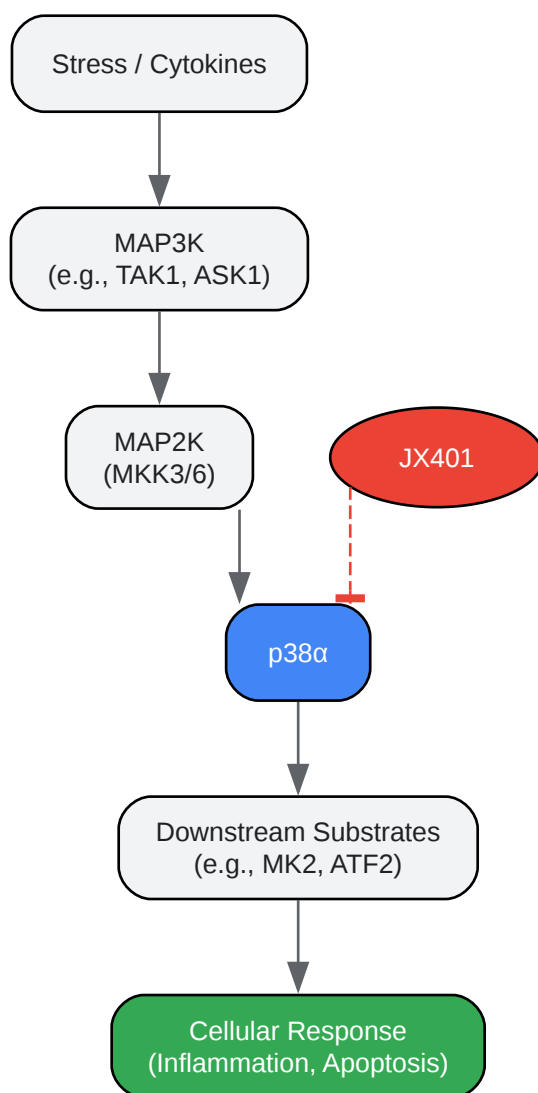 Stress / Cytokines
MAP3K
(e.g., TAK1, ASK1)
MAP2K
(MKK3/6)
JX401
p38α
Downstream Substrates
(e.g., MK2, ATF2)
Cellular Response
(Inflammation, Apoptosis)